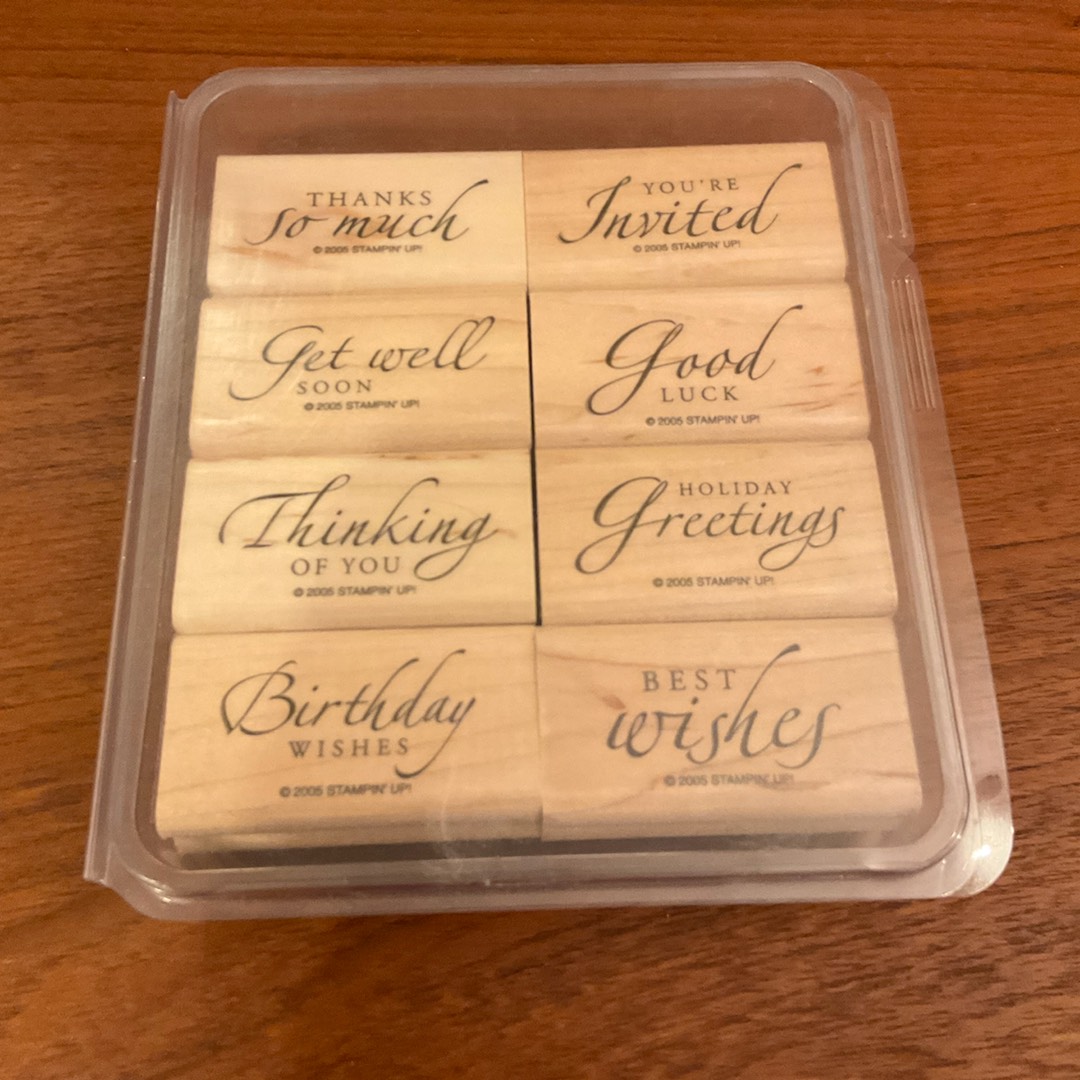 THANKS
so much
© 2005 STAMPIN' UP!
YOU'RE
Invited
© 2005 STAMPIN' UP!
Get well
SOON
© 2005 STAMPIN' UP!
Good
LUCK
© 2005 STAMPIN' UP!
Thinking
OF YOU
© 2005 STAMPIN' UP!
HOLIDAY
Greetings
© 2005 STAMPIN' UP!
Birthday
WISHES
© 2005 STAMPIN' UP!
BEST
wishes
© 2005 STAMPIN' UP!